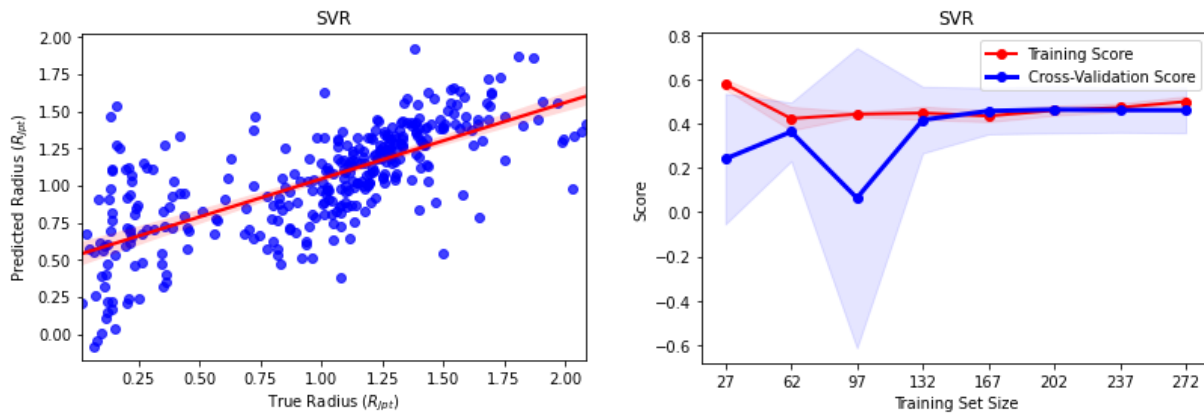 SVR
Predicted Radius (R_Jpt)
2.00
1.75
1.50
1.25
1.00
0.75
0.50
0.25
0.00
0.25 0.50 0.75 1.00 1.25 1.50 1.75 2.00
True Radius (R_Jpt)
SVR
Training Score
Cross-Validation Score
Score
0.8
0.6
0.4
0.2
0.0
−0.2
−0.4
−0.6
27 62 97 132 167 202 237 272
Training Set Size